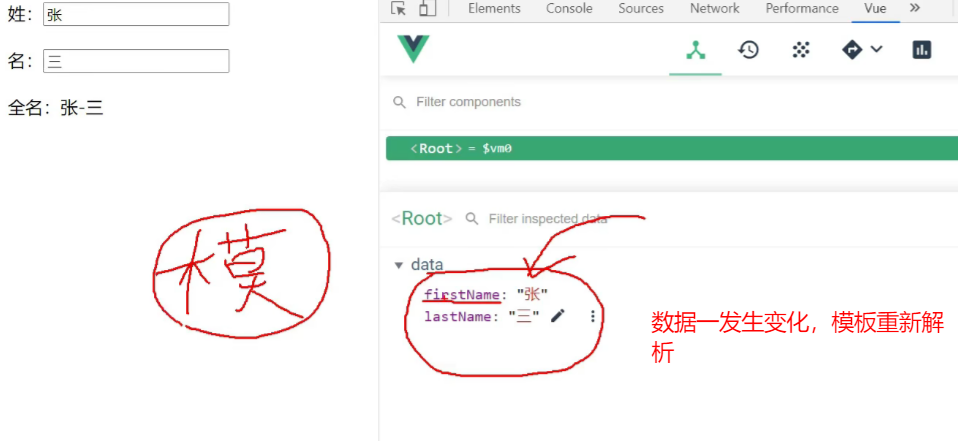 姓：张
名：三
全名：张-三
模
Elements Console Sources Network Performance Vue »
Filter components
<Root> = $vm0
<Root> Filter inspected data
data
firstName: "张"
lastName: "三"
数据一发生变化，模板重新解
析